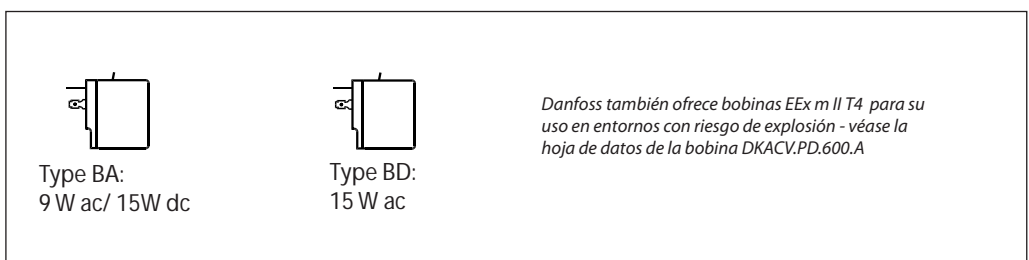 Type BA:
9 W ac/ 15W dc
Type BD:
15 W ac
Danfoss también ofrece bobinas EEx m II T4 para su
uso en entornos con riesgo de explosión - véase la
hoja de datos de la bobina DKACV.PD.600.A